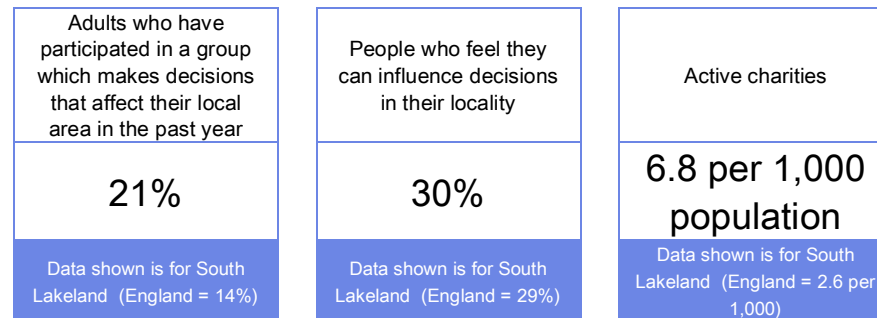 Adults who have
participated in a group
which makes decisions
that affect their local
area in the past year
21%
Data shown is for South
Lakeland (England = 14%)
People who feel they
can influence decisions
in their locality
30%
Data shown is for South
Lakeland (England = 29%)
Active charities
6.8 per 1,000
population
Data shown is for South
Lakeland (England = 2.6 per
1,000)